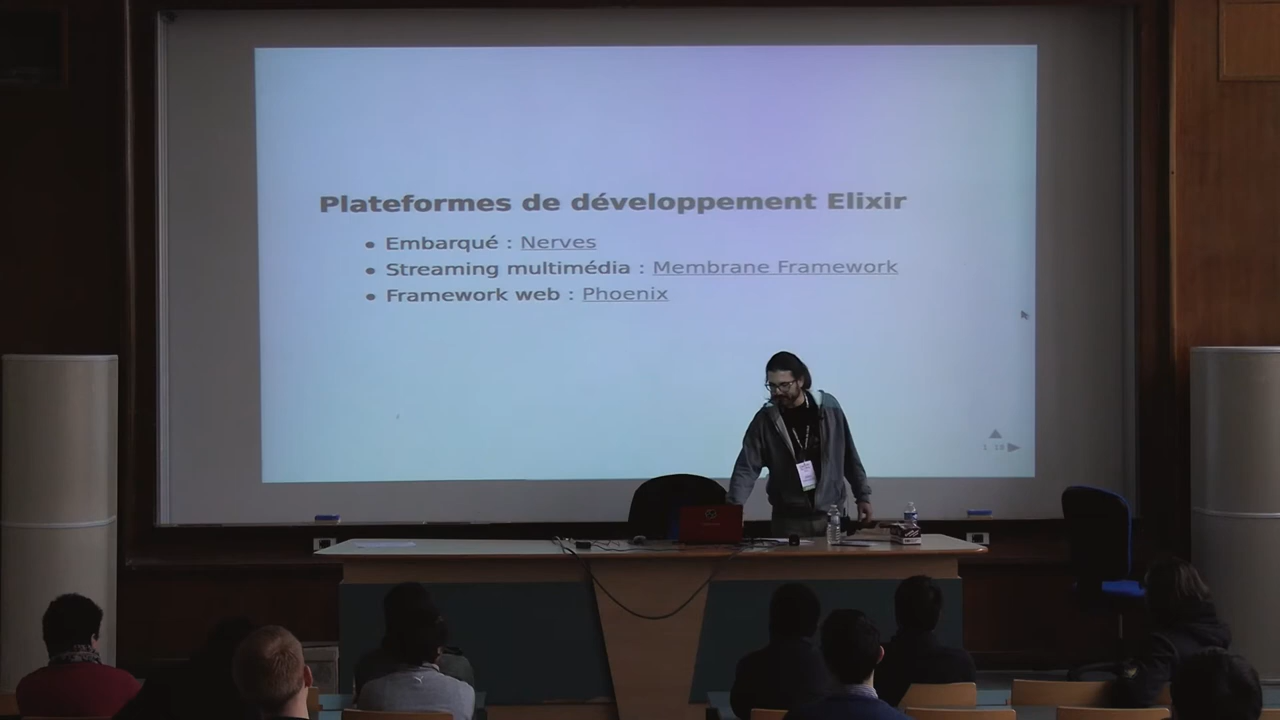 Plateformes de développement Elixir
• Embarqué : Nerves
• Streaming multimédia : Membrane Framework
• Framework web : Phoenix